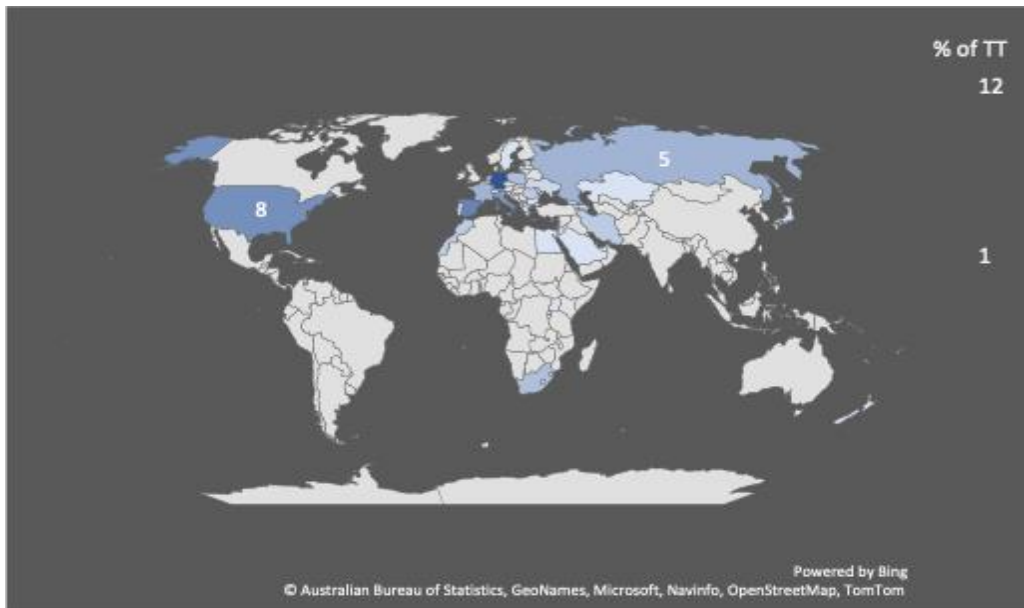 % of TT
12
5
8
1
Powered by Bing
© Australian Bureau of Statistics, GeoNames, Microsoft, Navinfo, OpenStreetMap, TomTom